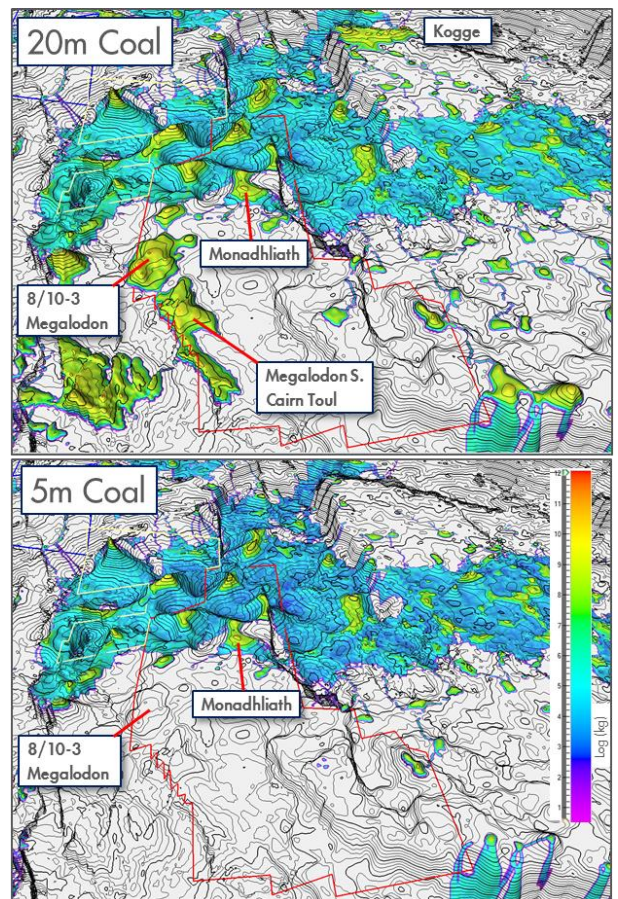 20m Coal
Kogge
Monadhliath
8/10-3
Megalodon
Megalodon S.
Cairn Toul
5m Coal
Monadhliath
8/10-3
Megalodon
12
11
10
9
8
7
6
5
4
3
2
1
Log (kg)